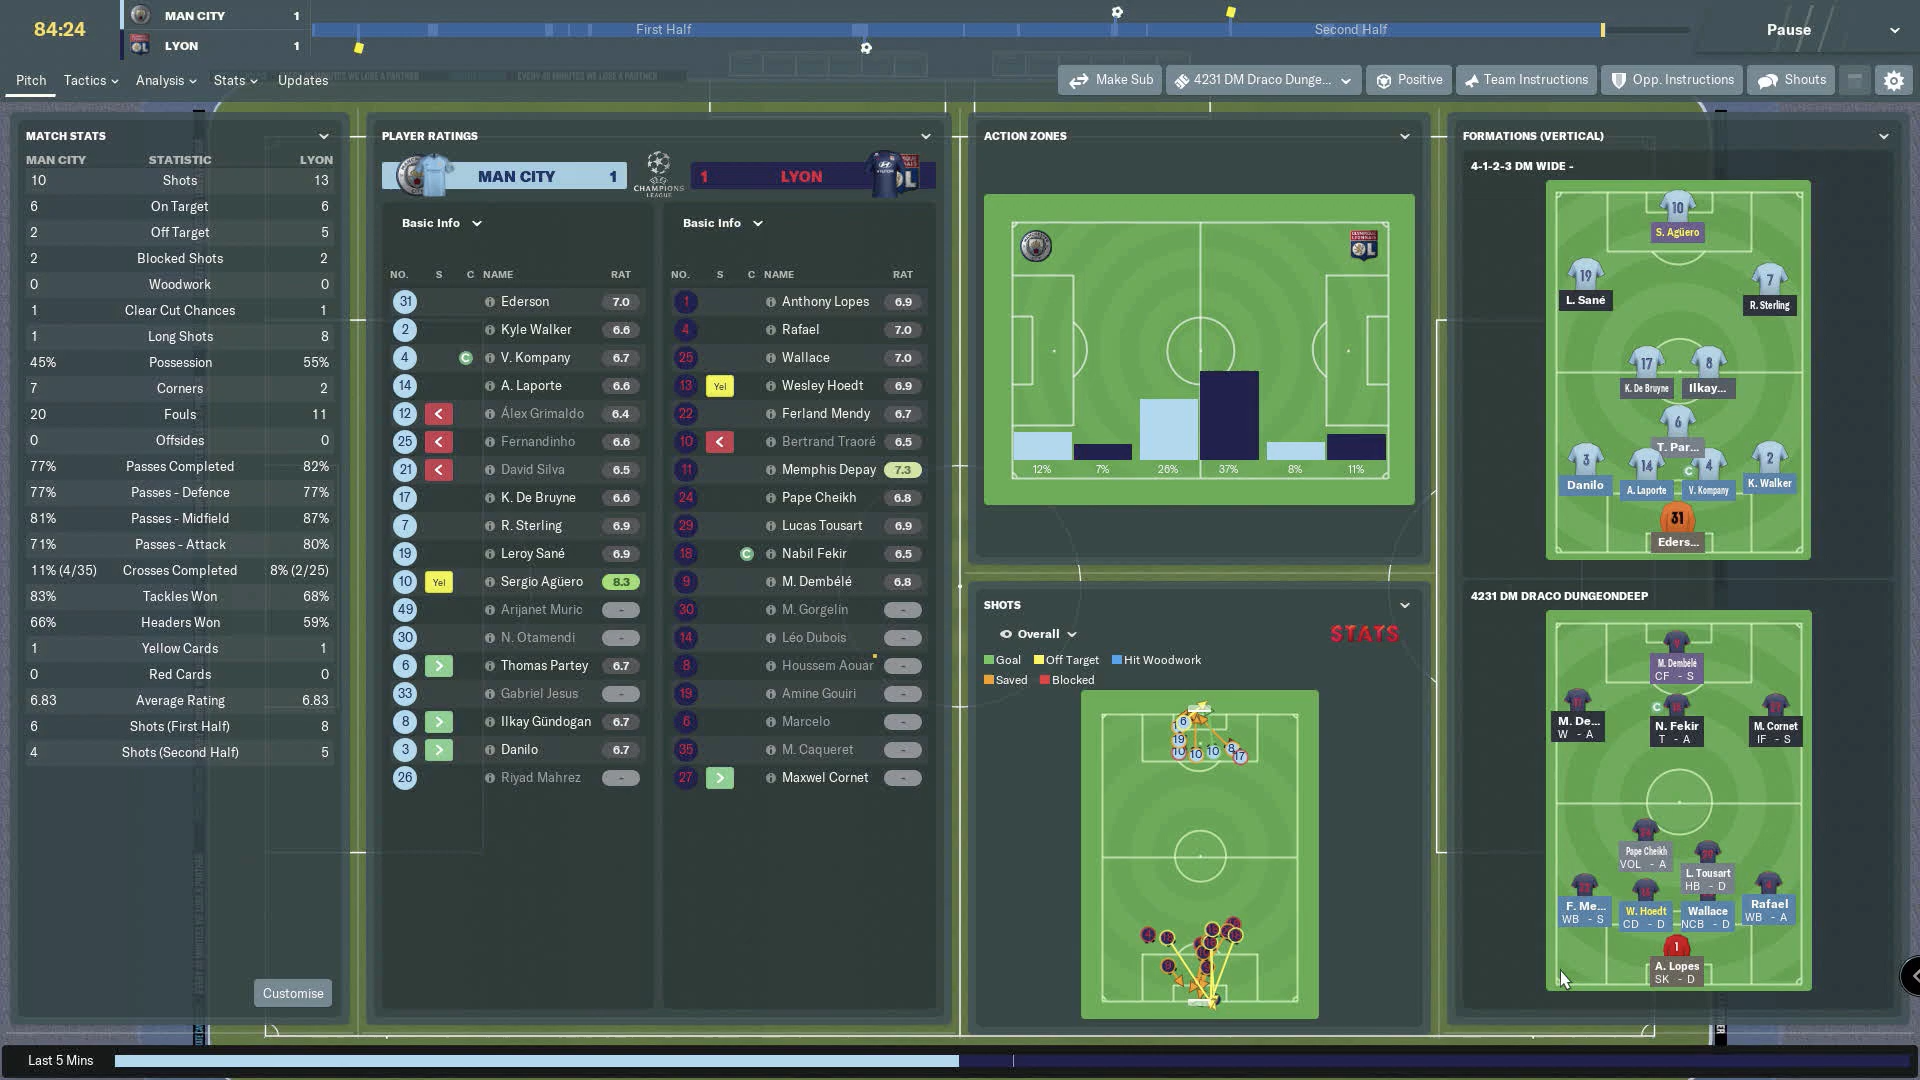 84:24
MAN CITY 1
LYON 1
First Half
Second Half
Pause
Pitch
Tactics
Analysis
Stats
Updates
Make Sub
4231 DM Draco Dunge...
Positive
Team Instructions
Opp. Instructions
Shouts
MATCH STATS
MAN CITY STATISTIC LYON
10 Shots 13
6 On Target 6
2 Off Target 5
2 Blocked Shots 2
0 Woodwork 0
1 Clear Cut Chances 1
1 Long Shots 8
45% Possession 55%
7 Corners 2
20 Fouls 11
0 Offsides 0
77% Passes Completed 82%
77% Passes - Defence 77%
81% Passes - Midfield 87%
71% Passes - Attack 80%
11% (4/35) Crosses Completed 8% (2/25)
83% Tackles Won 68%
66% Headers Won 59%
1 Yellow Cards 1
0 Red Cards 0
6.83 Average Rating 6.83
6 Shots (First Half) 8
4 Shots (Second Half) 5
Customise
PLAYER RATINGS
MAN CITY 1
CHAMPIONS
LEAGUE
1 LYON
Basic Info
NO. S C NAME RAT
31 Ederson 7.0
2 Kyle Walker 6.6
4 C V. Kompany 6.7
14 A. Laporte 6.6
12 Álex Grimaldo 6.4
25 Fernandinho 6.6
21 David Silva 6.5
17 K. De Bruyne 6.6
7 R. Sterling 6.9
19 Leroy Sané 6.9
10 Yel Sergio Agüero 8.3
49 Arijanet Muric -
30 N. Otamendi -
6 Thomas Partey 6.7
33 Gabriel Jesus -
8 Ilkay Gündogan 6.7
3 Danilo 6.7
26 Riyad Mahrez -
Basic Info
NO. S C NAME RAT
1 Anthony Lopes 6.9
4 Rafael 7.0
25 Wallace 7.0
13 Yel Wesley Hoedt 6.9
22 Ferland Mendy 6.7
10 Bertrand Traoré 6.5
11 Memphis Depay 7.3
24 Pape Cheikh 6.8
29 Lucas Tousart 6.9
18 C Nabil Fekir 6.5
9 M. Dembélé 6.8
30 M. Gorgelin -
14 Léo Dubois -
8 Houssem Aouar -
19 Amine Gouiri -
6 Marcelo -
35 M. Caqueret -
27 Maxwel Cornet -
ACTION ZONES
OL
12% 7% 26% 37% 8% 11%
SHOTS
Overall
STATS
Goal Off Target Hit Woodwork
Saved Blocked
6
19
10 10 10 8 17
FORMATIONS (VERTICAL)
4-1-2-3 DM WIDE -
10
S. Agüero
19
L. Sané
7
R. Sterling
17
K. De Bruyne
8
Ilkay...
6
T. Par...
3
Danilo
14
A. Laporte
C 4
V. Kompany
2
K. Walker
31
Eders...
4231 DM DRACO DUNGEONDEEP
M. Dembélé
CF - S
M. De...
W - A
C
N. Fekir
T - A
M. Cornet
IF - S
Pape Cheikh
VOL - A
L. Tousart
HB - D
F. Me...
WB - S
W. Hoedt
CD - D
Wallace
NCB - D
Rafael
WB - A
1
A. Lopes
SK - D
Last 5 Mins